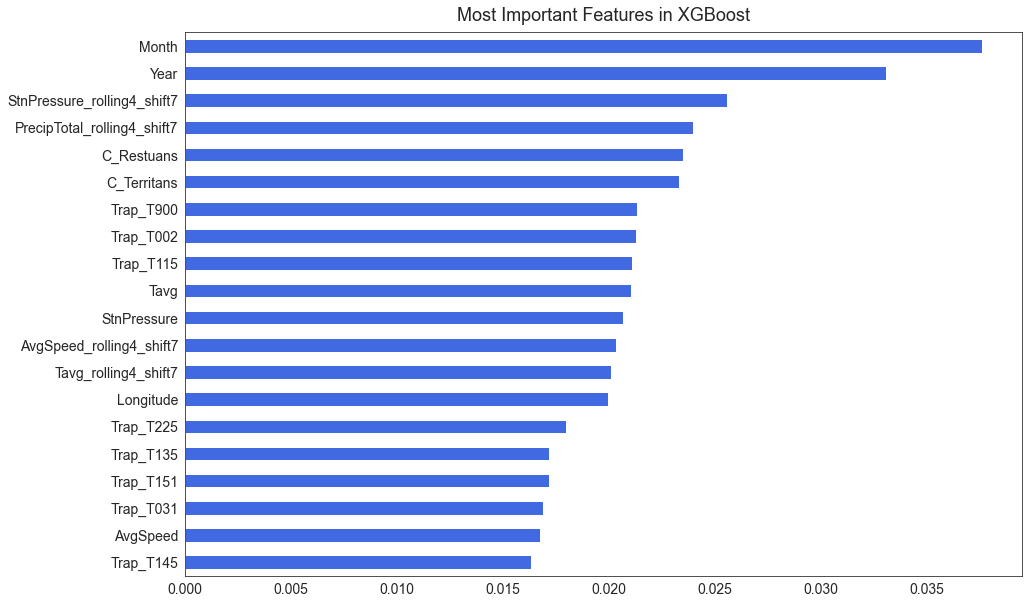 Most Important Features in XGBoost
Month
Year
StnPressure_rolling4_shift7
PrecipTotal_rolling4_shift7
C_Restuans
C_Territans
Trap_T900
Trap_T002
Trap_T115
Tavg
StnPressure
AvgSpeed_rolling4_shift7
Tavg_rolling4_shift7
Longitude
Trap_T225
Trap_T135
Trap_T151
Trap_T031
AvgSpeed
Trap_T145
0.000 0.005 0.010 0.015 0.020 0.025 0.030 0.035